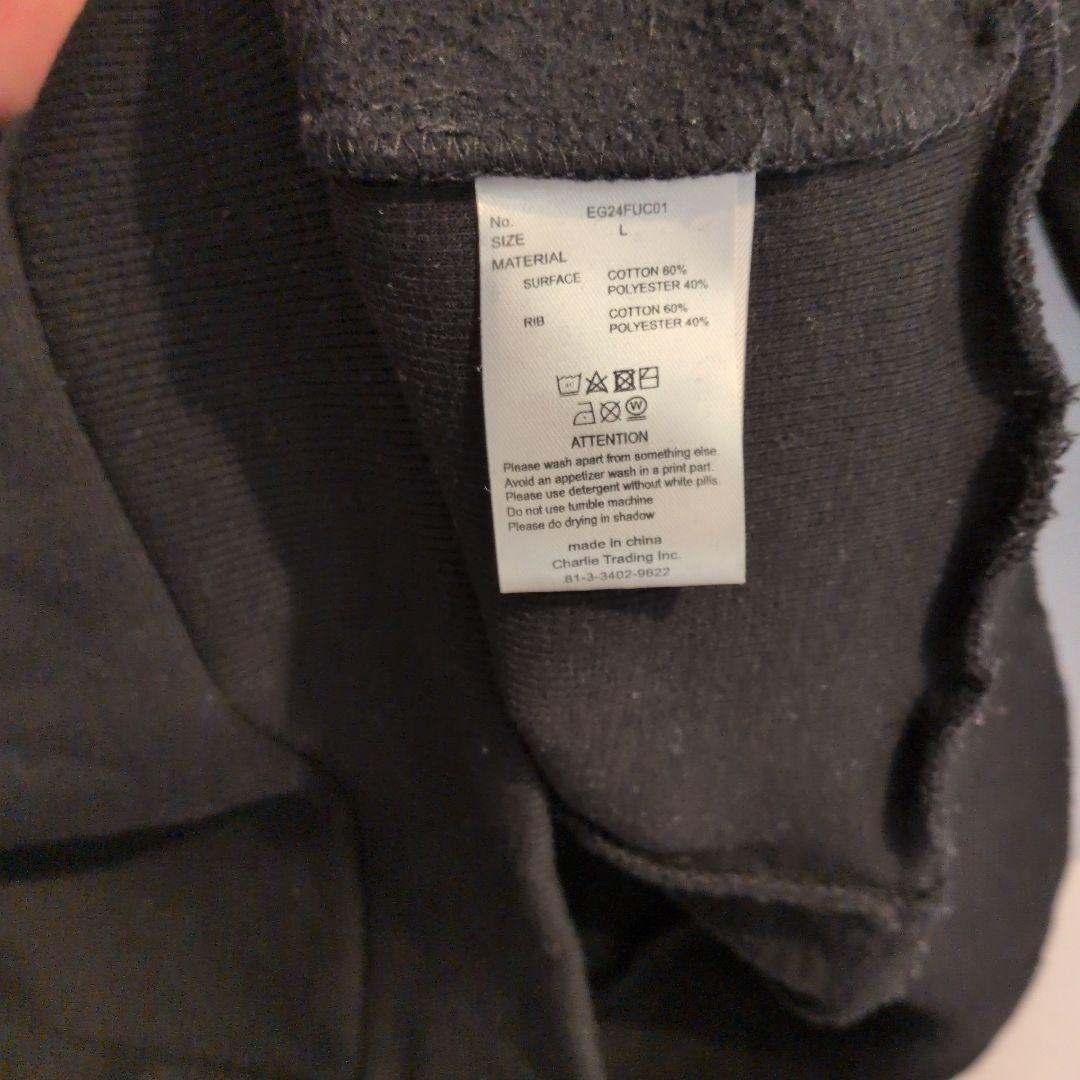 No. EG24FUC01
SIZE L
MATERIAL
SURFACE COTTON 60%
POLYESTER 40%
RIB COTTON 60%
POLYESTER 40%
W
ATTENTION
Please wash apart from something else.
Avoid an appetizer wash in a print part.
Please use detergent without white pills.
Do not use tumble machine
Please do drying in shadow
made in china
Charlie Trading Inc.
81-3-3402-9622